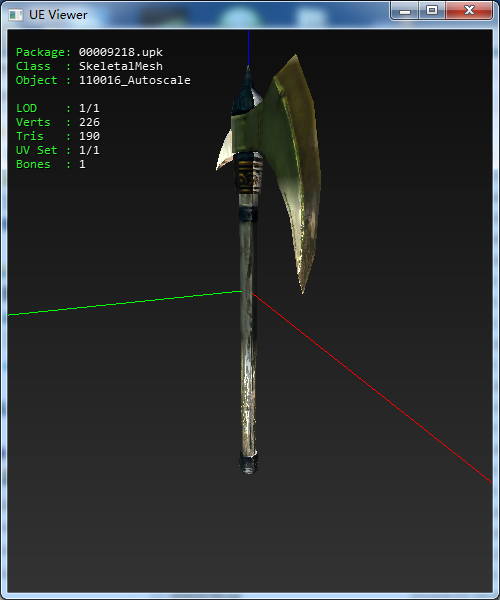 UE Viewer
Package: 00009218.upk
Class : SkeletalMesh
Object : 110016_Autoscale
LOD : 1/1
Verts : 226
Tris : 190
UV Set : 1/1
Bones : 1